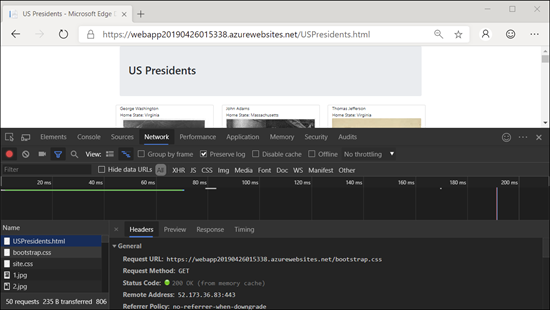 US Presidents - Microsoft Edge
https://webapp20190426015338.azurewebsites.net/USPresidents.html
US Presidents
George Washington John Adams Thomas Jefferson
Home State: Virginia Home State: Massachusetts Home State: Virginia
Elements Console Sources Network Performance Application Memory Security Audits
View: Group by frame Preserve log Disable cache Offline No throttling
Filter Hide data URLs All XHR JS CSS Img Media Font Doc WS Manifest Other
20 ms 40 ms 60 ms 80 ms 100 ms 120 ms 140 ms 160 ms 180 ms 200 ms
Name Headers Preview Response Timing
USPresidents.html
bootstrap.css
site.css
1.jpg
2.jpg
50 requests 235 B transferred 806
General
Request URL: https://webapp20190426015338.azurewebsites.net/bootstrap.css
Request Method: GET
Status Code: 200 OK (from memory cache)
Remote Address: 52.173.36.83:443
Referrer Policy: no-referrer-when-downgrade